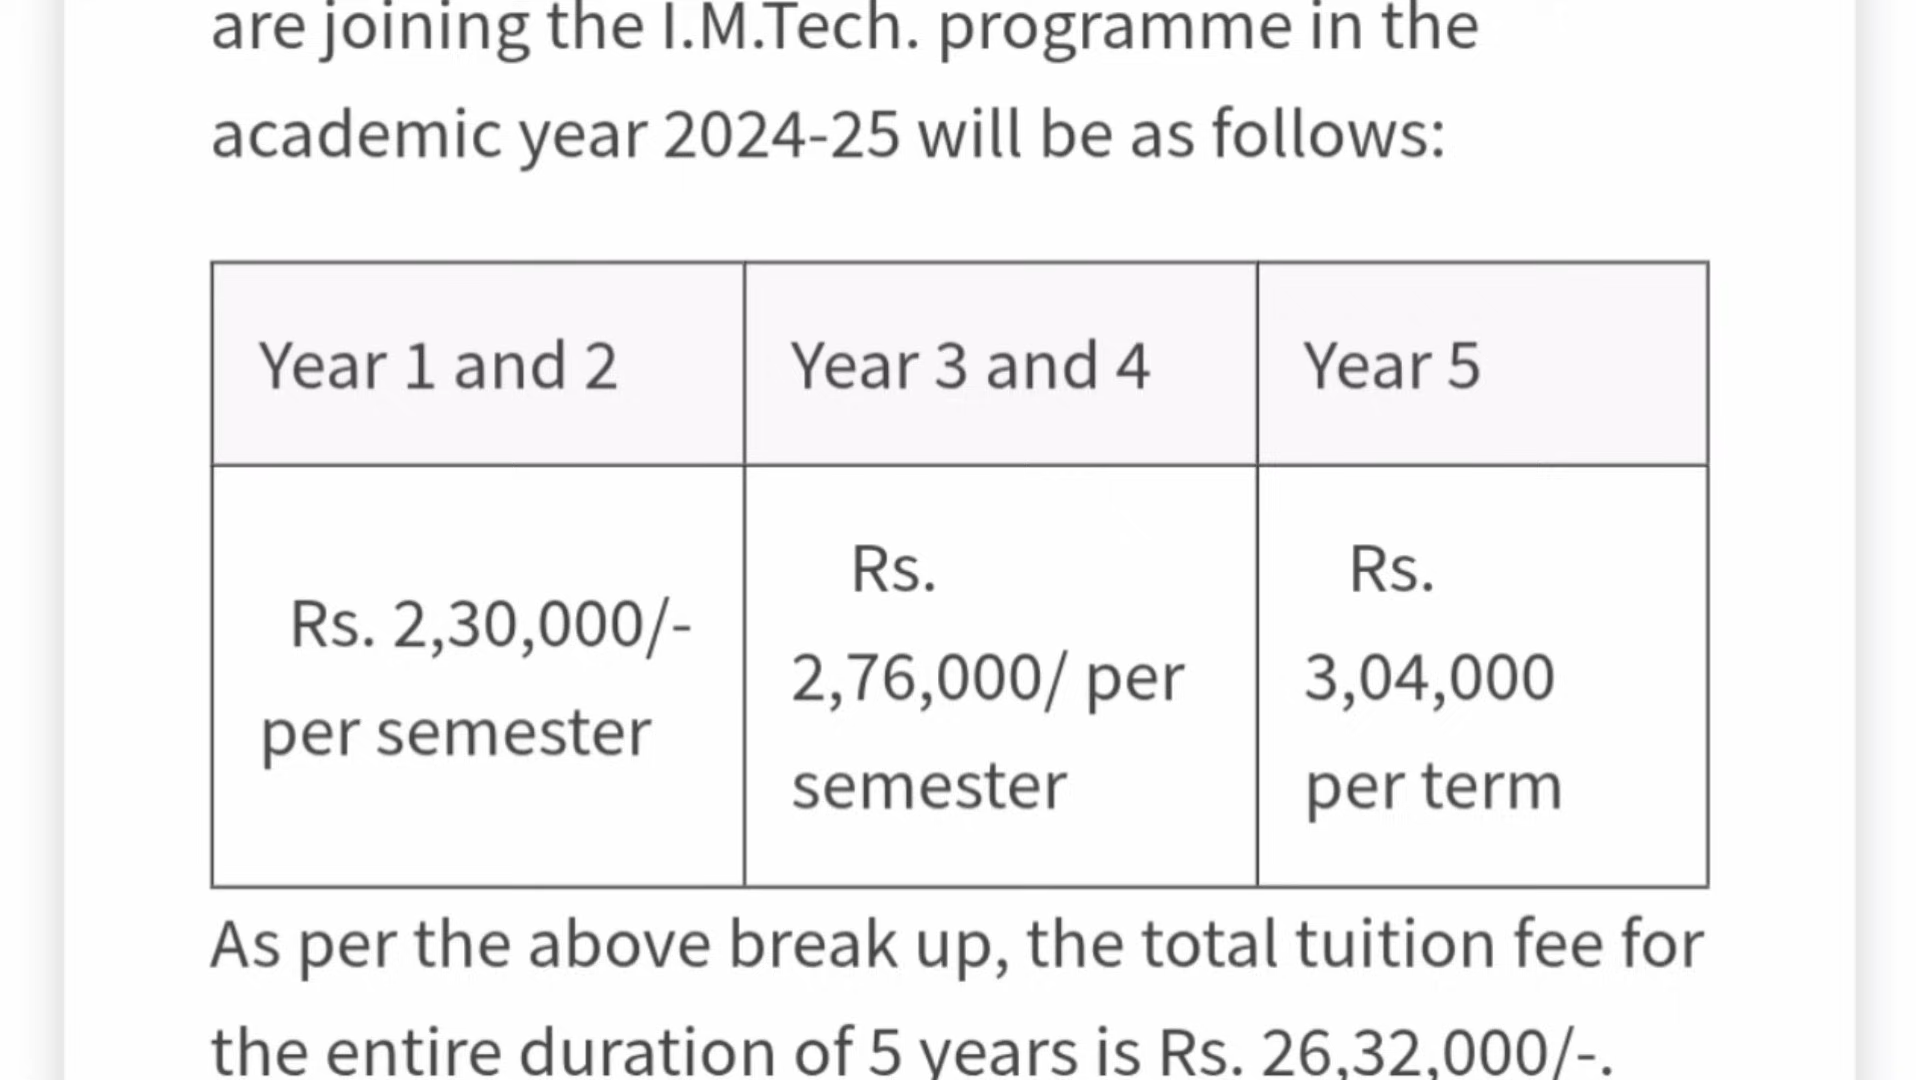 are joining the I.M.Tech. programme in the
academic year 2024-25 will be as follows:
Year 1 and 2
Year 3 and 4
Year 5
Rs. 2,30,000/-
per semester
Rs.
2,76,000/ per
semester
Rs.
3,04,000
per term
As per the above break up, the total tuition fee for
the entire duration of 5 years is Rs. 26,32,000/-.